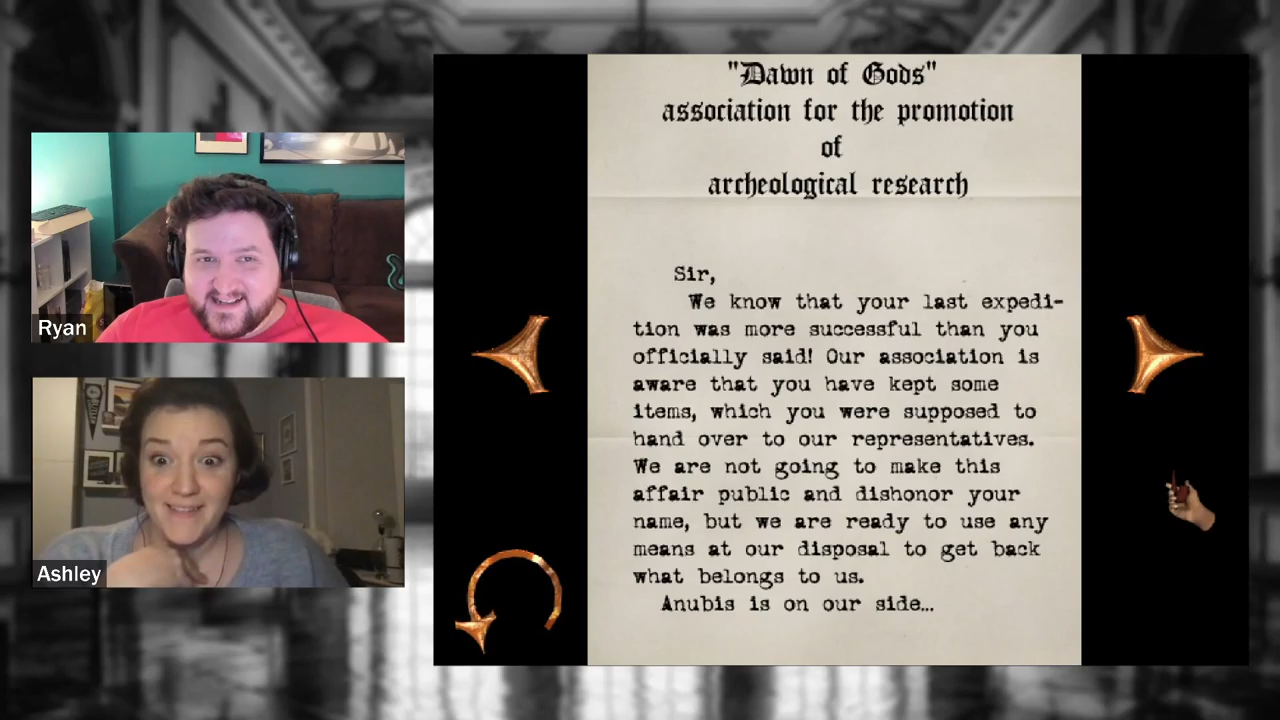 "Dawn of Gods"
association for the promotion
of
archeological research
Sir,
We know that your last expedi-
tion was more successful than you
officially said! Our association is
aware that you have kept some
items, which you were supposed to
hand over to our representatives.
We are not going to make this
affair public and dishonor your
name, but we are ready to use any
means at our disposal to get back
what belongs to us.
Anubis is on our side…
Ryan
Ashley